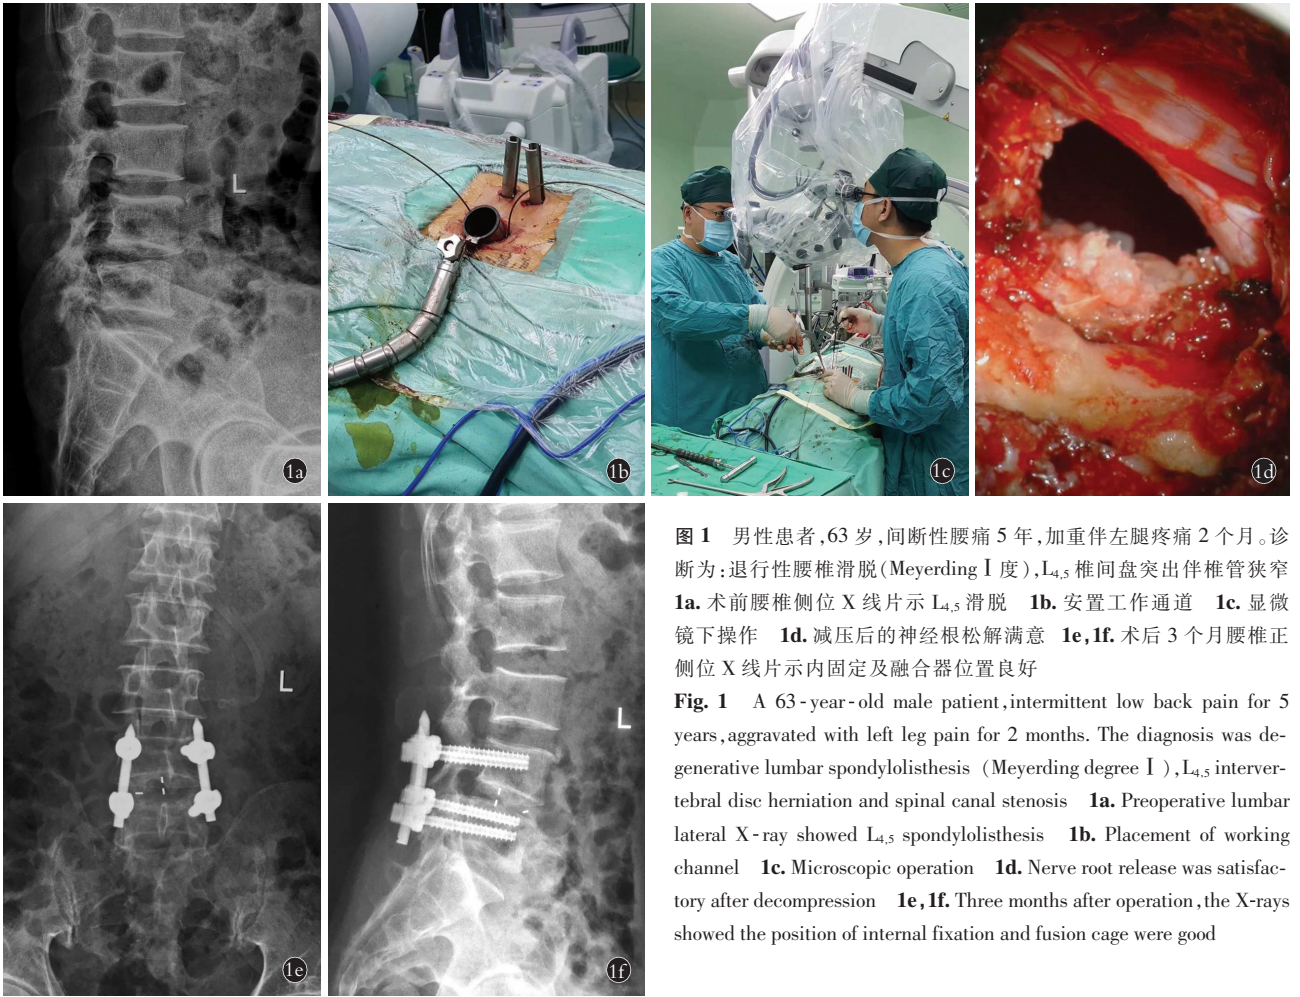 L
1a
1b
1c
1d
L
1e
L
1f
图 1 男性患者,63 岁,间断性腰痛 5 年,加重伴左腿疼痛 2 个月。诊
断为:退行性腰椎滑脱(Meyerding Ⅰ 度),L4,5 椎间盘突出伴椎管狭窄
1a. 术前腰椎侧位 X 线片示 L4,5 滑脱 1b. 安置工作通道 1c. 显微
镜下操作 1d. 减压后的神经根松解满意 1e,1f. 术后 3 个月腰椎正
侧位 X 线片示内固定及融合器位置良好
Fig. 1 A 63-year-old male patient,intermittent low back pain for 5
years,aggravated with left leg pain for 2 months. The diagnosis was de-
generative lumbar spondylolisthesis (Meyerding degree Ⅰ),L4,5 interver-
tebral disc herniation and spinal canal stenosis 1a. Preoperative lumbar
lateral X-ray showed L4,5 spondylolisthesis 1b. Placement of working
channel 1c. Microscopic operation 1d. Nerve root release was satisfac-
tory after decompression 1e,1f. Three months after operation,the X-rays
showed the position of internal fixation and fusion cage were good